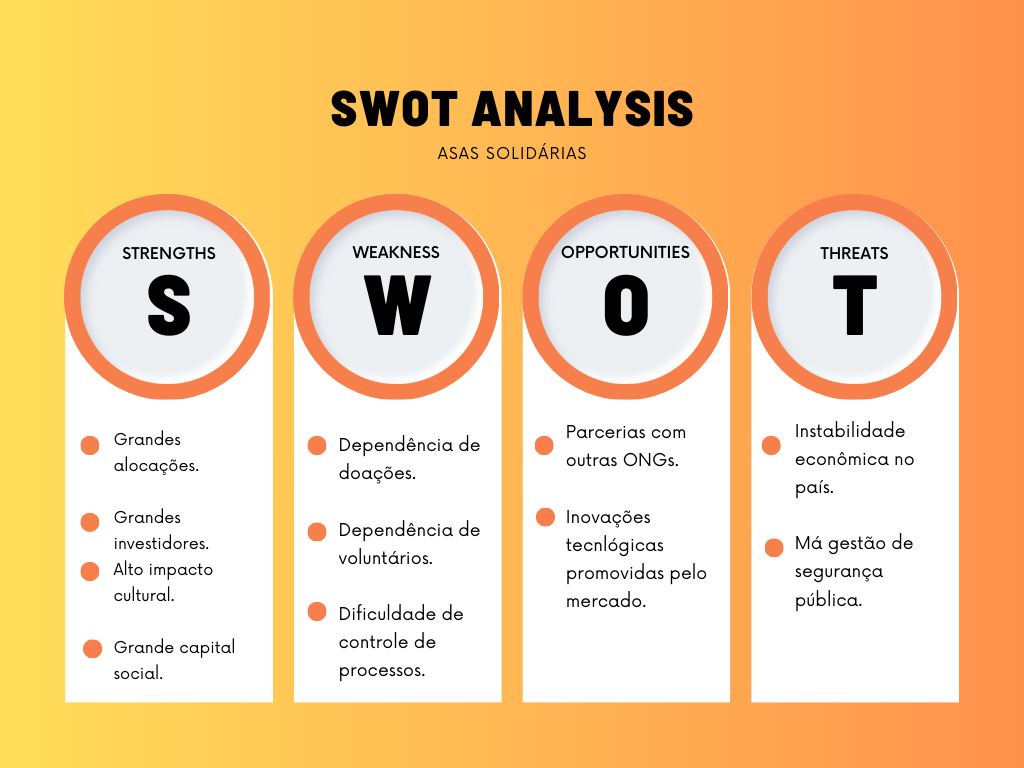 SWOT ANALYSIS
ASAS SOLIDÁRIAS
STRENGTHS
S
Grandes
alocações.
Grandes
investidores.
Alto impacto
cultural.
Grande capital
social.
WEAKNESS
W
Dependência de
doações.
Dependência de
voluntários.
Dificuldade de
controle de
processos.
OPPORTUNITIES
O
Parcerias com
outras ONGs.
Inovações
tecnlógicas
promovidas pelo
mercado.
THREATS
T
Instabilidade
econômica no
país.
Má gestão de
segurança
pública.